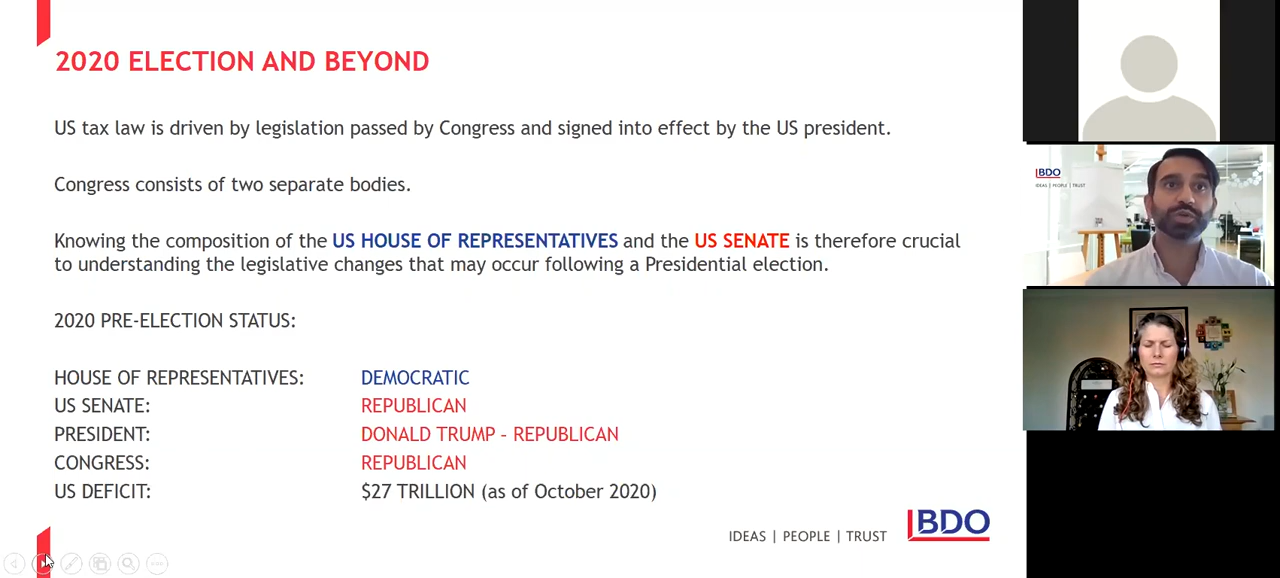 2020 ELECTION AND BEYOND
US tax law is driven by legislation passed by Congress and signed into effect by the US president.
Congress consists of two separate bodies.
Knowing the composition of the US HOUSE OF REPRESENTATIVES and the US SENATE is therefore crucial
to understanding the legislative changes that may occur following a Presidential election.
2020 PRE-ELECTION STATUS:
HOUSE OF REPRESENTATIVES: DEMOCRATIC
US SENATE: REPUBLICAN
PRESIDENT: DONALD TRUMP – REPUBLICAN
CONGRESS: REPUBLICAN
US DEFICIT: $27 TRILLION (as of October 2020)
IDEAS | PEOPLE | TRUST
BDO
BDO
IDEAS | PEOPLE | TRUST